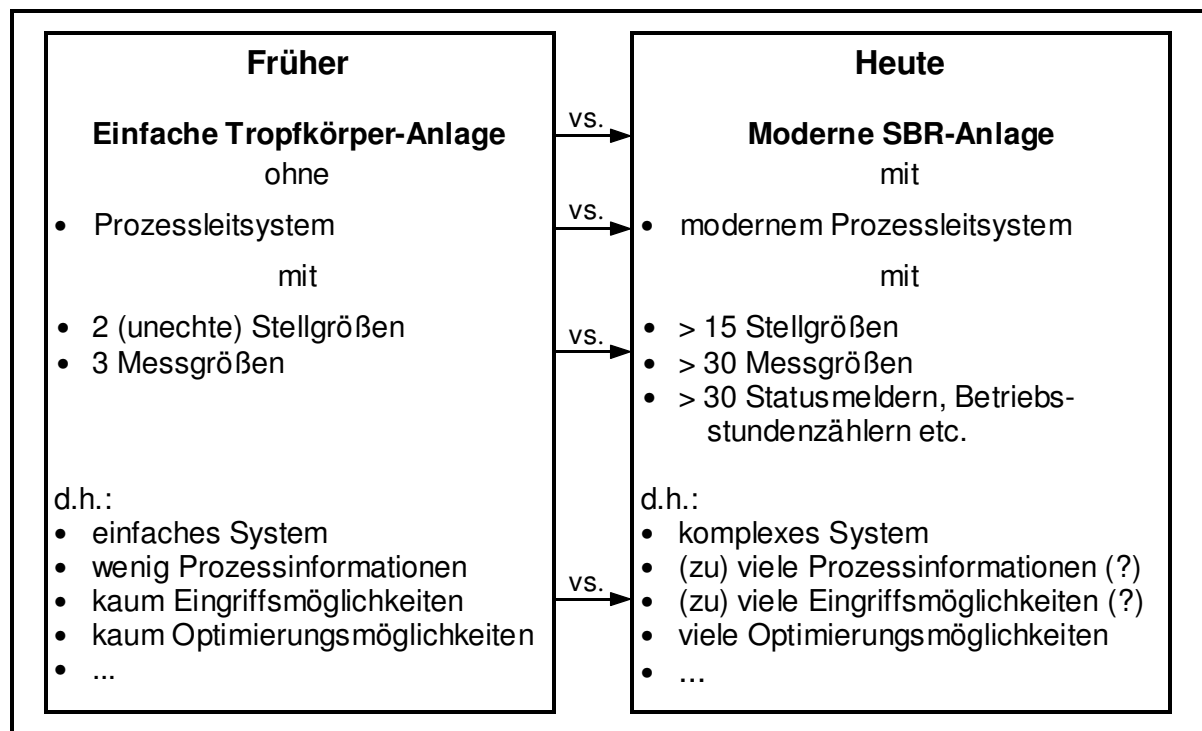 Früher
Einfache Tropfkörper-Anlage
ohne
• Prozessleitsystem
mit
• 2 (unechte) Stellgrößen
• 3 Messgrößen
d.h.:
• einfaches System
• wenig Prozessinformationen
• kaum Eingriffsmöglichkeiten
• kaum Optimierungsmöglichkeiten
• ...
vs.
vs.
vs.
vs.
Heute
Moderne SBR-Anlage
mit
• modernem Prozessleitsystem
mit
• > 15 Stellgrößen
• > 30 Messgrößen
• > 30 Statusmeldern, Betriebs-
stundenzählern etc.
d.h.:
• komplexes System
• (zu) viele Prozessinformationen (?)
• (zu) viele Eingriffsmöglichkeiten (?)
• viele Optimierungsmöglichkeiten
• ...